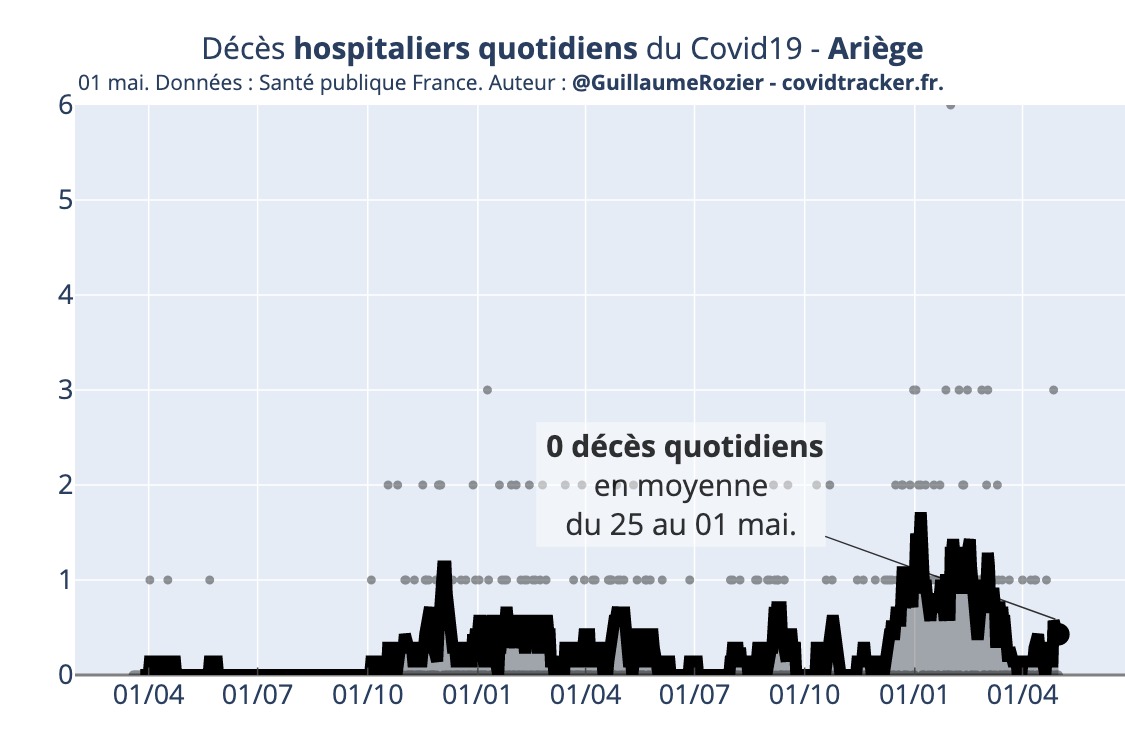 Décès hospitaliers quotidiens du Covid19 - Ariège
01 mai. Données : Santé publique France. Auteur : @GuillaumeRozier - covidtracker.fr.
6
5
4
3
0 décès quotidiens
2
en moyenne
du 25 au 01 mai.
1
0
01/04 01/07 01/10 01/01 01/04 01/07 01/10 01/01 01/04